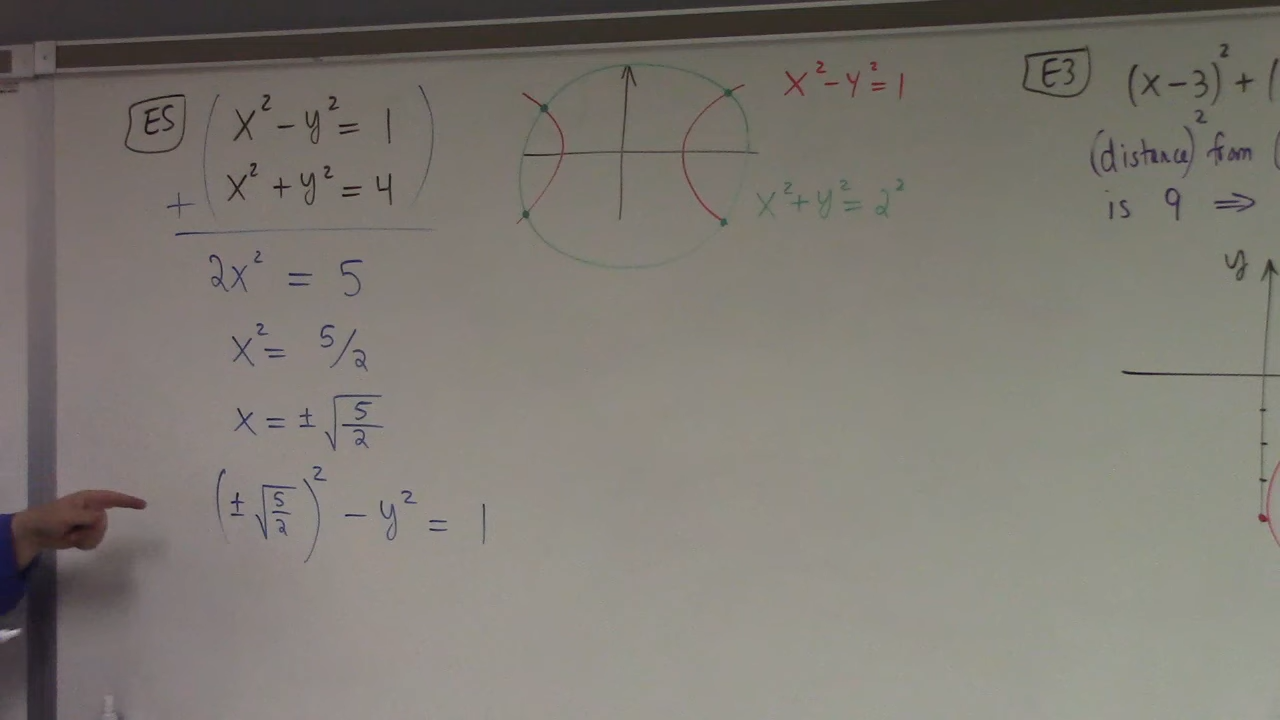 E5
x² - y² = 1
+ x² + y² = 4
2x² = 5
x² = 5/2
x = ± √(5/2)
(± √(5/2))² - y² = 1
x² - y² = 1
x² + y² = 2²
E3 (x - 3)² + (
(distance)² from (
is 9 ⇒
y